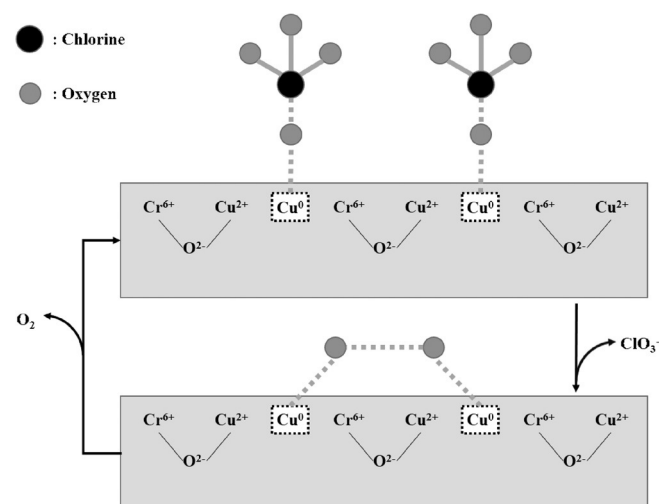 : Chlorine
: Oxygen
Cr⁶⁺ Cu²⁺ Cu⁰ Cr⁶⁺ Cu²⁺ Cu⁰ Cr⁶⁺ Cu²⁺
O²⁻ O²⁻ O²⁻
O₂
ClO₃⁻
Cr⁶⁺ Cu²⁺ Cu⁰ Cr⁶⁺ Cu²⁺ Cu⁰ Cr⁶⁺ Cu²⁺
O²⁻ O²⁻ O²⁻